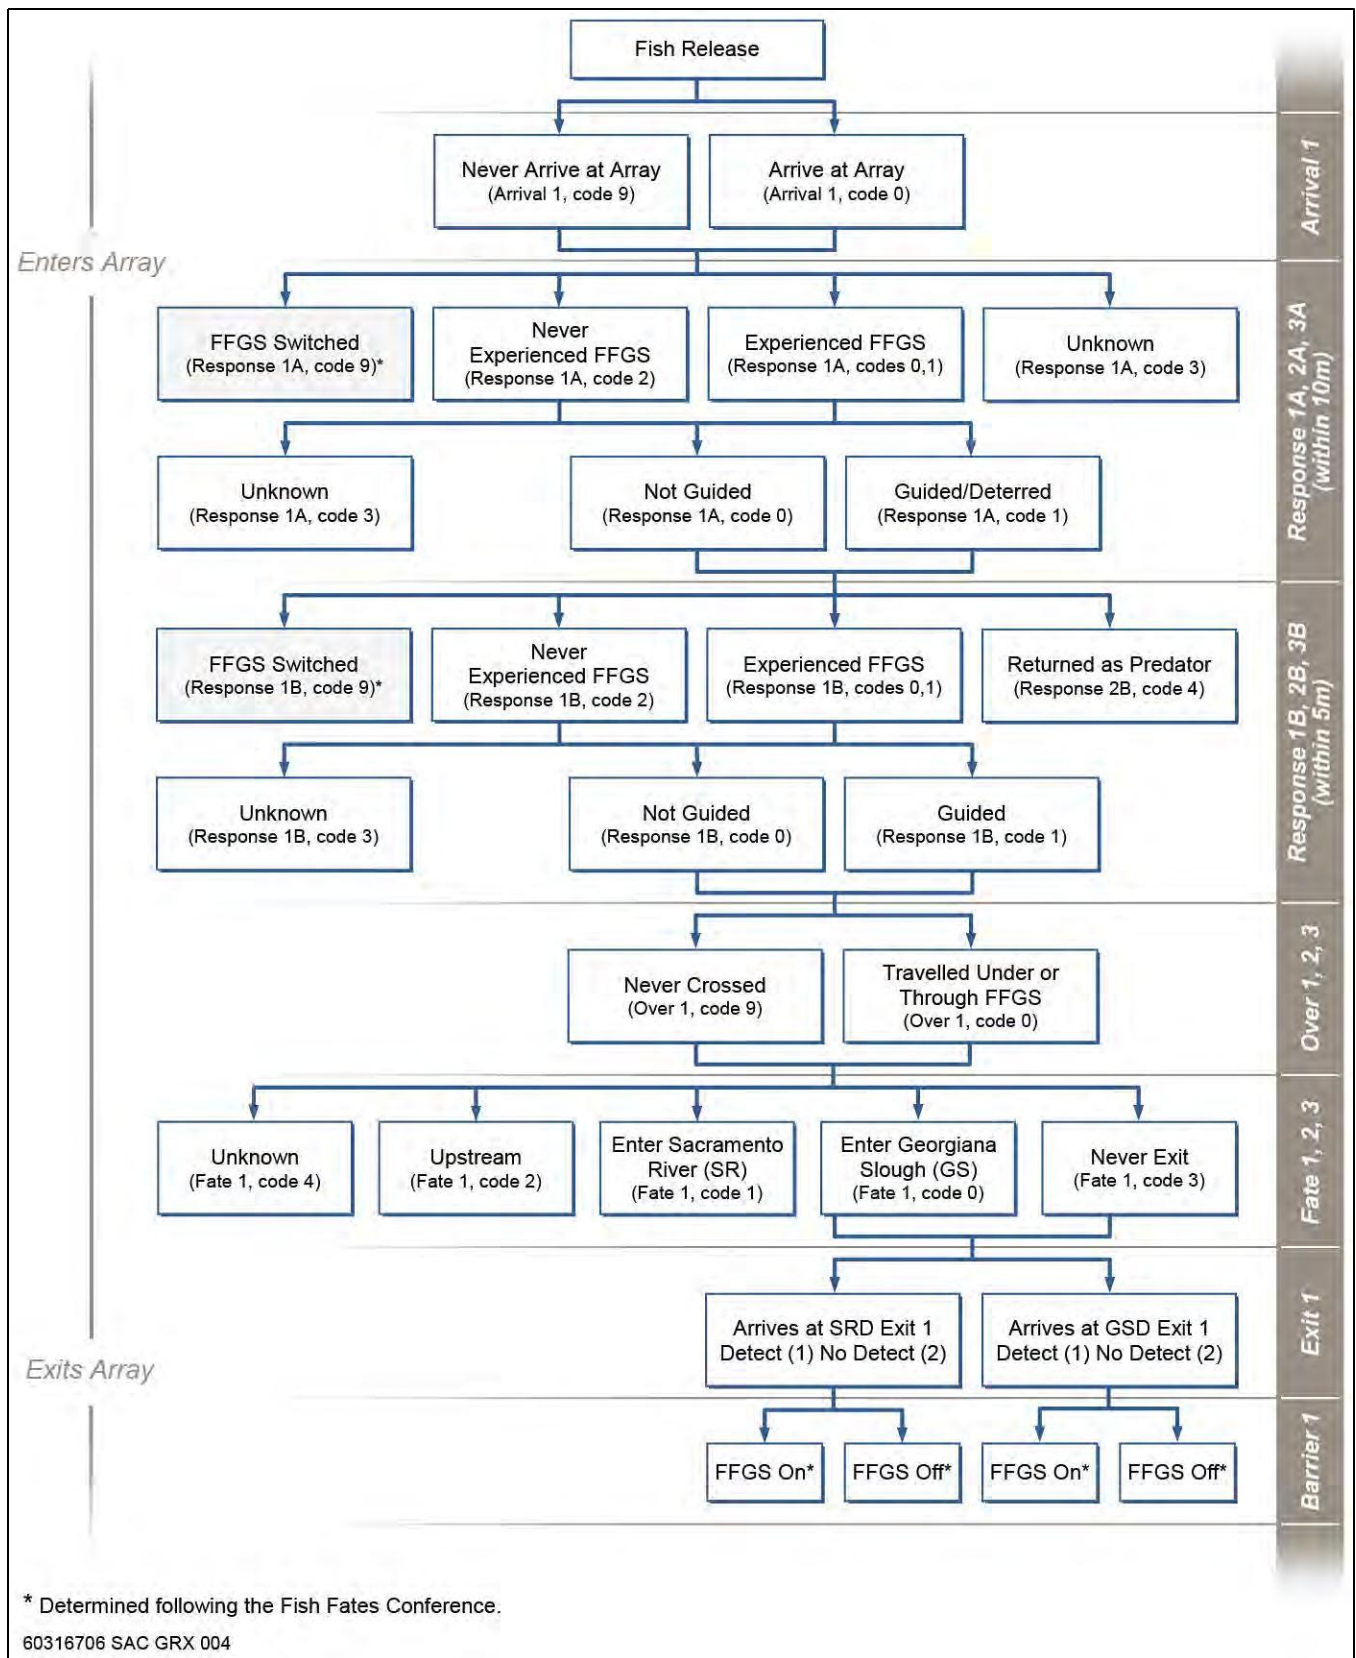 Fish Release
Never Arrive at Array
(Arrival 1, code 9)
Arrive at Array
(Arrival 1, code 0)
Arrival 1
Enters Array
FFGS Switched
(Response 1A, code 9)*
Never
Experienced FFGS
(Response 1A, code 2)
Experienced FFGS
(Response 1A, codes 0,1)
Unknown
(Response 1A, code 3)
Unknown
(Response 1A, code 3)
Not Guided
(Response 1A, code 0)
Guided/Deterred
(Response 1A, code 1)
Response 1A, 2A, 3A
(within 10m)
FFGS Switched
(Response 1B, code 9)*
Never
Experienced FFGS
(Response 1B, code 2)
Experienced FFGS
(Response 1B, codes 0,1)
Returned as Predator
(Response 2B, code 4)
Unknown
(Response 1B, code 3)
Not Guided
(Response 1B, code 0)
Guided
(Response 1B, code 1)
Response 1B, 2B, 3B
(within 5m)
Never Crossed
(Over 1, code 9)
Travelled Under or
Through FFGS
(Over 1, code 0)
Over 1, 2, 3
Unknown
(Fate 1, code 4)
Upstream
(Fate 1, code 2)
Enter Sacramento
River (SR)
(Fate 1, code 1)
Enter Georgiana
Slough (GS)
(Fate 1, code 0)
Never Exit
(Fate 1, code 3)
Fate 1, 2, 3
Arrives at SRD Exit 1
Detect (1) No Detect (2)
Arrives at GSD Exit 1
Detect (1) No Detect (2)
Exit 1
Exits Array
FFGS On*
FFGS Off*
FFGS On*
FFGS Off*
Barrier 1
* Determined following the Fish Fates Conference.
60316706 SAC GRX 004